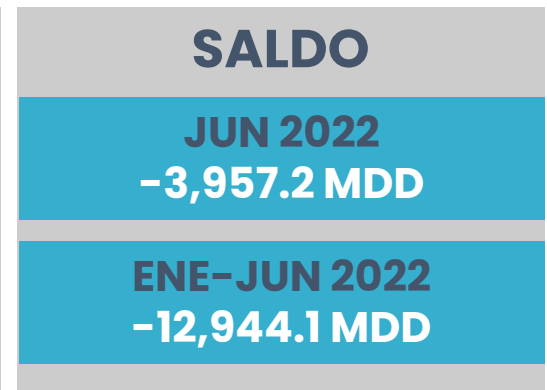 SALDO
JUN 2022
-3,957.2 MDD
ENE-JUN 2022
-12,944.1 MDD